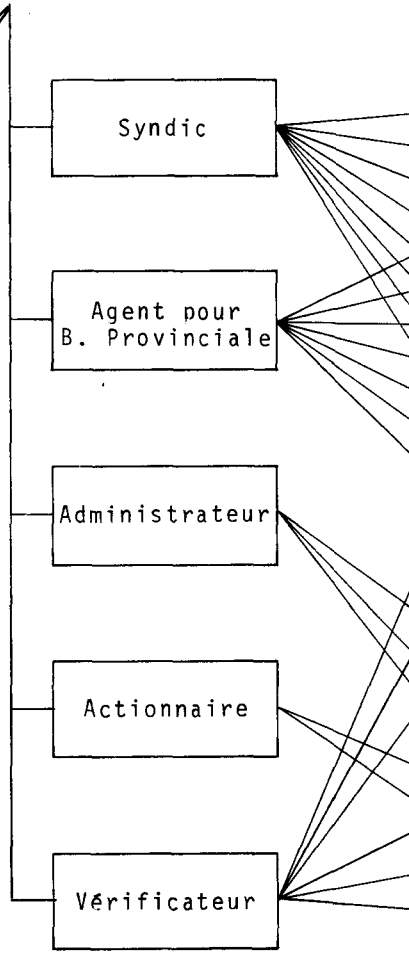 Syndic
Agent pour
B. Provinciale
Administrateur
Actionnaire
Vérificateur